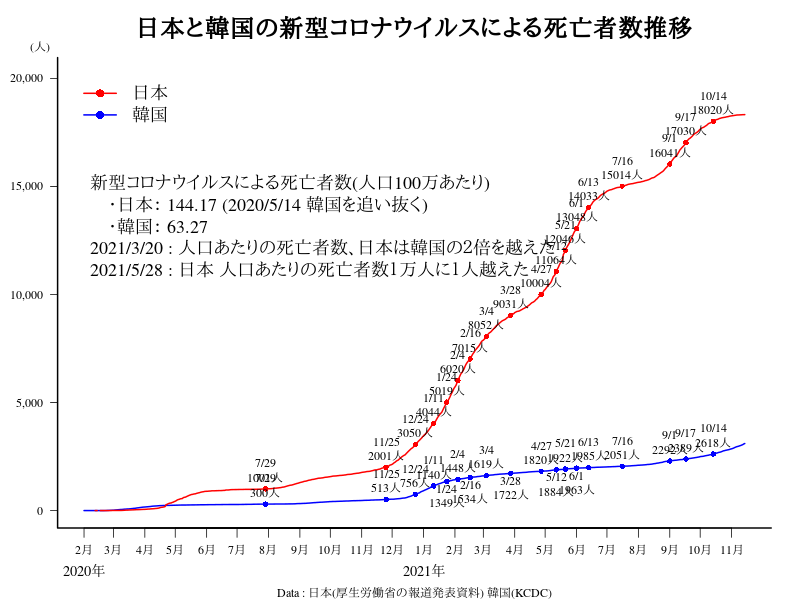 日本と韓国の新型コロナウイルスによる死亡者数推移
(人)
20,000
15,000
10,000
5,000
0
日本
韓国
新型コロナウイルスによる死亡者数(人口100万あたり)
・日本： 144.17 (2020/5/14 韓国を追い抜く)
・韓国： 63.27
2021/3/20 : 人口あたりの死亡者数、日本は韓国の2倍を越えた
2021/5/28 : 日本 人口あたりの死亡者数1万人に1人越えた
7/29
1001人
11/25
2001人
12/24
3050人
1/11
4044人
1/24
5019人
2/4
6020人
2/16
7015人
3/4
8052人
3/28
9031人
4/27
10004人
5/12
11064人
5/21
12046人
6/1
13048人
6/13
14033人
7/16
15014人
9/1
16041人
9/17
17030人
10/14
18020人
7/29
300人
11/25
513人
12/24
756人
1/11
1140人
1/24
1349人
2/4
1448人
2/16
1534人
3/4
1619人
3/28
1722人
4/27
1820人
5/12
1884人
5/21
1922人
6/1
1963人
6/13
1985人
7/16
2051人
9/1
2292人
9/17
2389人
10/14
2618人
2月 3月 4月 5月 6月 7月 8月 9月 10月 11月 12月 1月 2月 3月 4月 5月 6月 7月 8月 9月 10月 11月
2020年 2021年
Data : 日本(厚生労働省の報道発表資料) 韓国(KCDC)